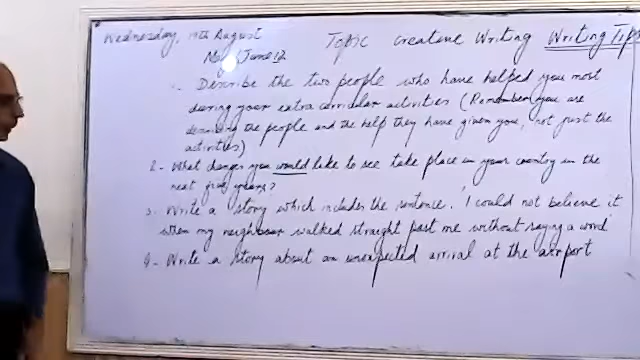 Wednesday, 19th August Topic Creative Writing Writing Tips
May/June 12
1. Describe the two people who have helped you most
during your extra curricular activities (Remember you are
describing the people and the help they have given you, not just the
activities)
2- What changes you would like to see take place in your country in the
next five years?
3. Write a story which includes the sentence. 'I could not believe it
when my neighbour walked straight past me without saying a word
4- Write a story about an unexpected arrival at the airport